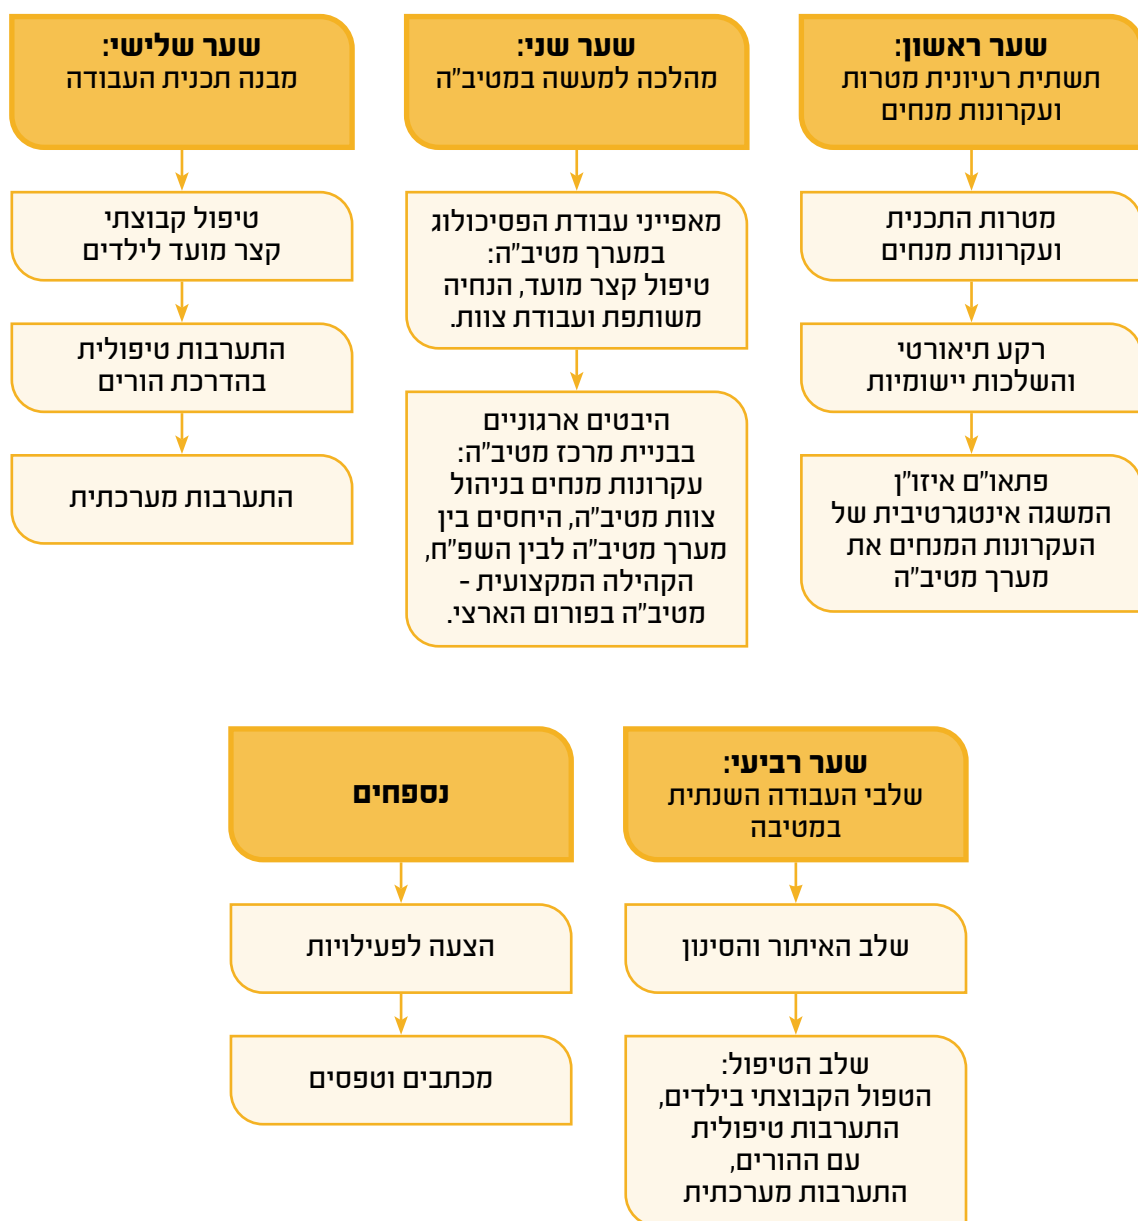 שער ראשון:
תשתית רעיונית מטרות
ועקרונות מנחים
מטרות התכנית
ועקרונות מנחים
רקע תיאורטי
והשלכות יישומיות
פתאו"ם איזו"ן
המשגה אינטגרטיבית של
העקרונות המנחים את
מערך מטיב"ה
שער שני:
מהלכה למעשה במטיב"ה
מאפייני עבודת הפסיכולוג
במערך מטיב"ה:
טיפול קצר מועד, הנחיה
משותפת ועבודת צוות.
היבטים ארגוניים
בבניית מרכז מטיב"ה:
עקרונות מנחים בניהול
צוות מטיב"ה, היחסים בין
מערך מטיב"ה לבין השפ"ח,
הקהילה המקצועית -
מטיב"ה בפורום הארצי.
שער שלישי:
מבנה תכנית העבודה
טיפול קבוצתי
קצר מועד לילדים
התערבות טיפולית
בהדרכת הורים
התערבות מערכתית
שער רביעי:
שלבי העבודה השנתית
במטיבה
שלב האיתור והסינון
שלב הטיפול:
הטפול הקבוצתי בילדים,
התערבות טיפולית
עם ההורים,
התערבות מערכתית
נספחים
הצעה לפעילויות
מכתבים וטפסים